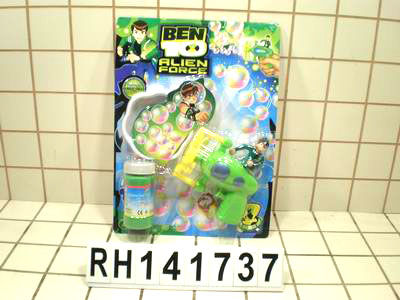 BEN
10
ALIEN
FORCE
RH141737